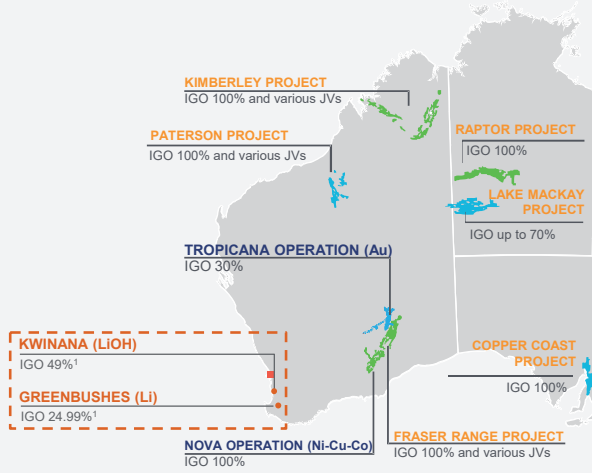 KIMBERLEY PROJECT
IGO 100% and various JVs
PATERSON PROJECT
IGO 100% and various JVs
RAPTOR PROJECT
IGO 100%
LAKE MACKAY
PROJECT
IGO up to 70%
TROPICANA OPERATION (Au)
IGO 30%
KWINANA (LiOH)
IGO 49%¹
GREENBUSHES (Li)
IGO 24.99%¹
COPPER COAST
PROJECT
IGO 100%
NOVA OPERATION (Ni-Cu-Co)
IGO 100%
FRASER RANGE PROJECT
IGO 100% and various JVs